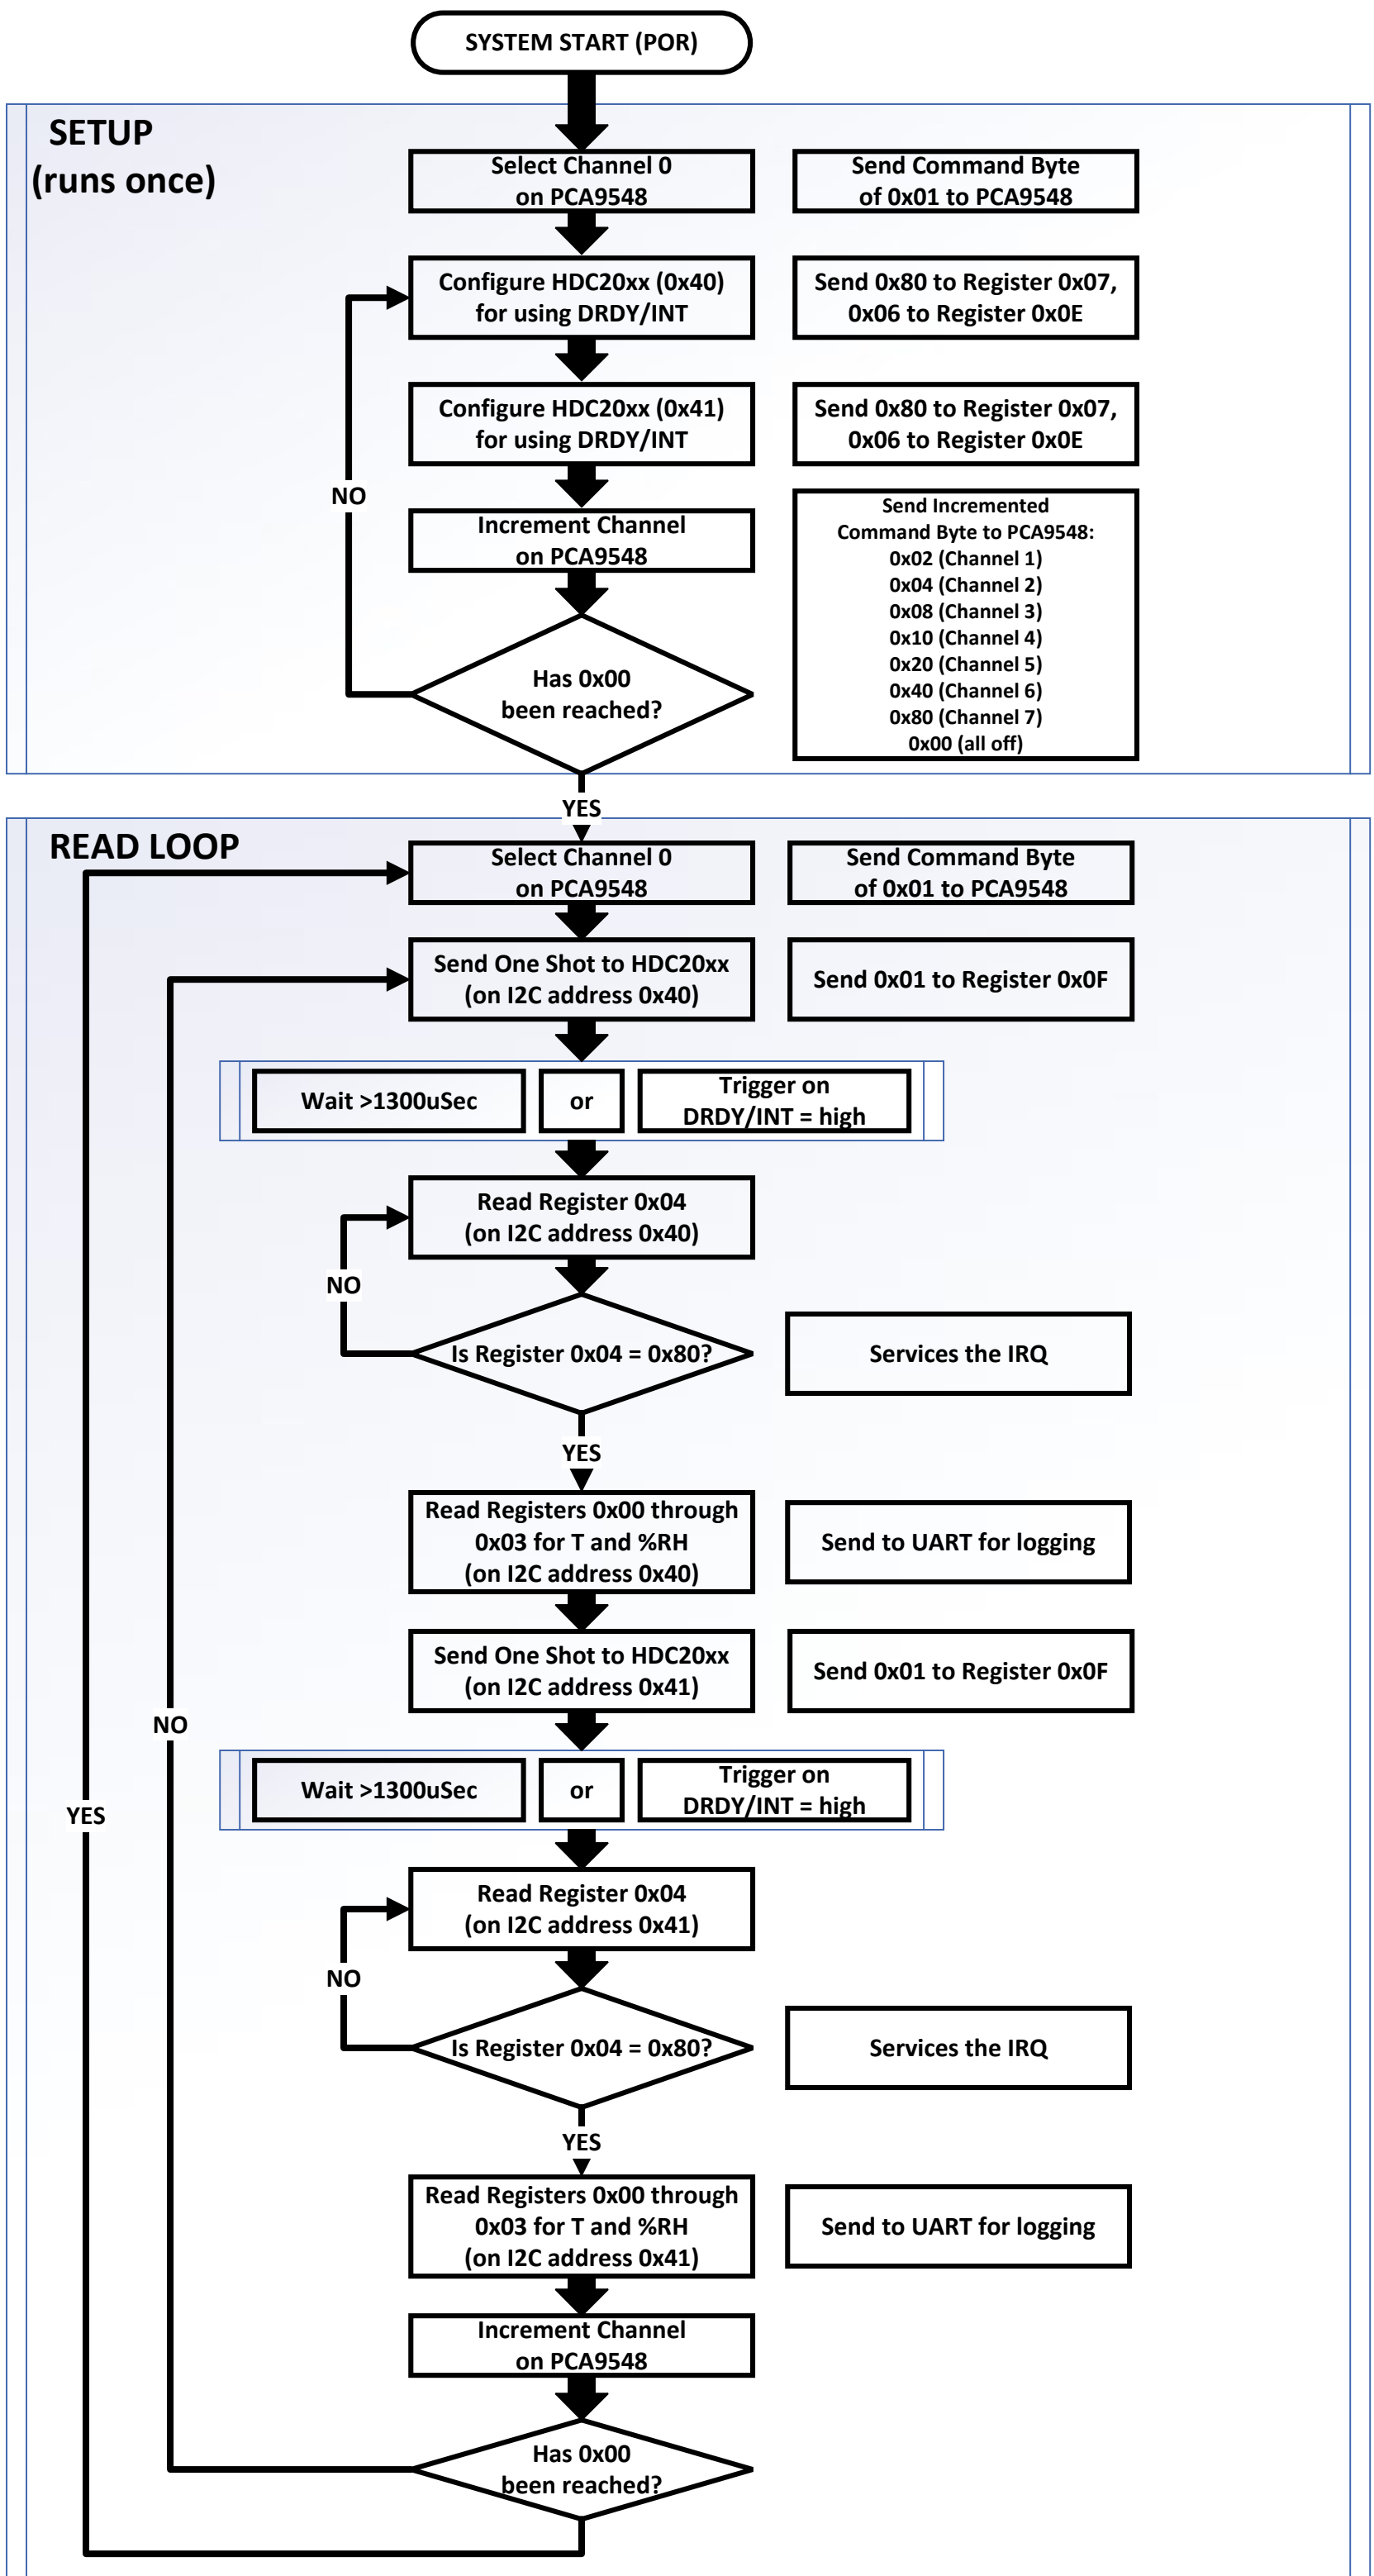 SYSTEM START (POR)
SETUP
(runs once)
Select Channel 0
on PCA9548
Send Command Byte
of 0x01 to PCA9548
Configure HDC20xx (0x40)
for using DRDY/INT
Send 0x80 to Register 0x07,
0x06 to Register 0x0E
Configure HDC20xx (0x41)
for using DRDY/INT
Send 0x80 to Register 0x07,
0x06 to Register 0x0E
NO
Increment Channel
on PCA9548
Send Incremented
Command Byte to PCA9548:
0x02 (Channel 1)
0x04 (Channel 2)
0x08 (Channel 3)
0x10 (Channel 4)
0x20 (Channel 5)
0x40 (Channel 6)
0x80 (Channel 7)
0x00 (all off)
Has 0x00
been reached?
YES
READ LOOP
Select Channel 0
on PCA9548
Send Command Byte
of 0x01 to PCA9548
Send One Shot to HDC20xx
(on I2C address 0x40)
Send 0x01 to Register 0x0F
Wait >1300uSec
or
Trigger on
DRDY/INT = high
Read Register 0x04
(on I2C address 0x40)
NO
Is Register 0x04 = 0x80?
Services the IRQ
YES
Read Registers 0x00 through
0x03 for T and %RH
(on I2C address 0x40)
Send to UART for logging
Send One Shot to HDC20xx
(on I2C address 0x41)
Send 0x01 to Register 0x0F
NO
Wait >1300uSec
or
Trigger on
DRDY/INT = high
YES
Read Register 0x04
(on I2C address 0x41)
NO
Is Register 0x04 = 0x80?
Services the IRQ
YES
Read Registers 0x00 through
0x03 for T and %RH
(on I2C address 0x41)
Send to UART for logging
Increment Channel
on PCA9548
Has 0x00
been reached?